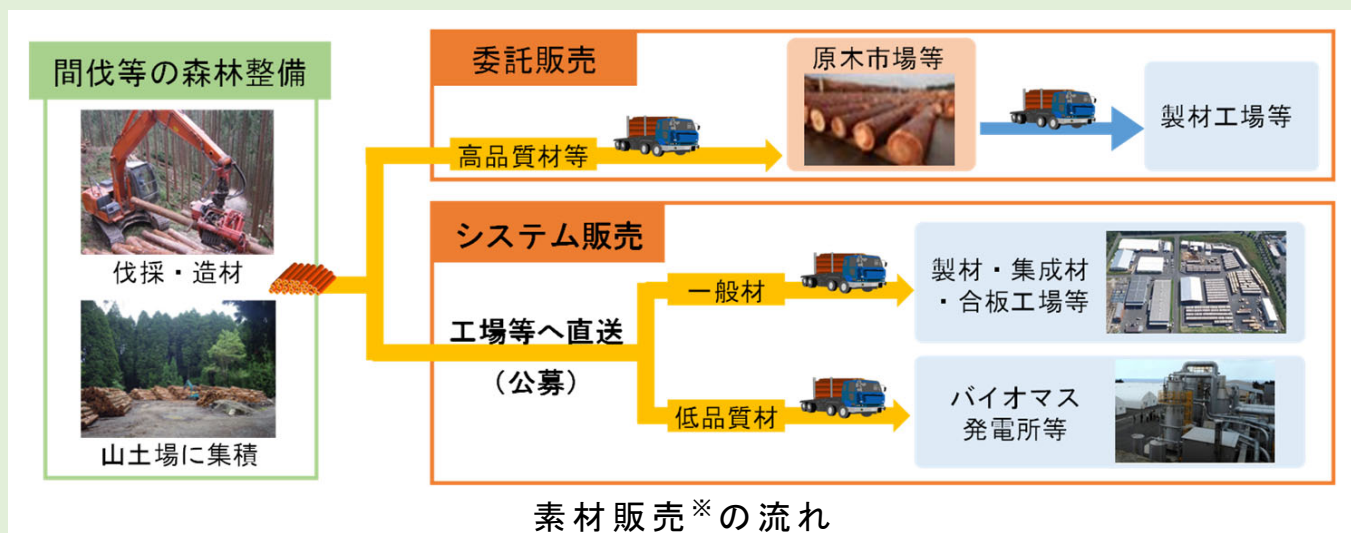 間伐等の森林整備
伐採・造材
山土場に集積
委託販売
高品質材等
原木市場等
製材工場等
システム販売
工場等へ直送
（公募）
一般材
製材・集成材
・合板工場等
低品質材
バイオマス
発電所等
素材販売※の流れ